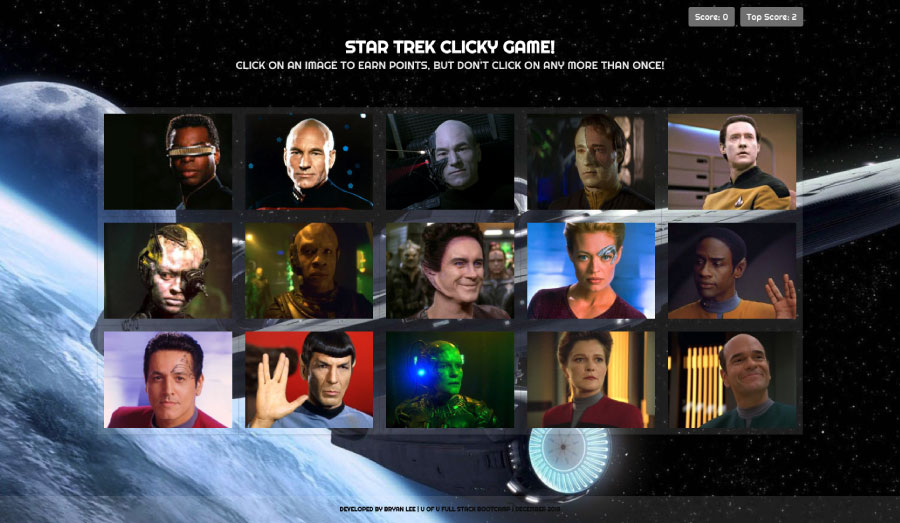 Score: 0 Top Score: 2
STAR TREK CLICKY GAME!
CLICK ON AN IMAGE TO EARN POINTS, BUT DON'T CLICK ON ANY MORE THAN ONCE!
DEVELOPED BY BRYAN LEE | U OF U FULL STACK BOOTCAMP | DECEMBER